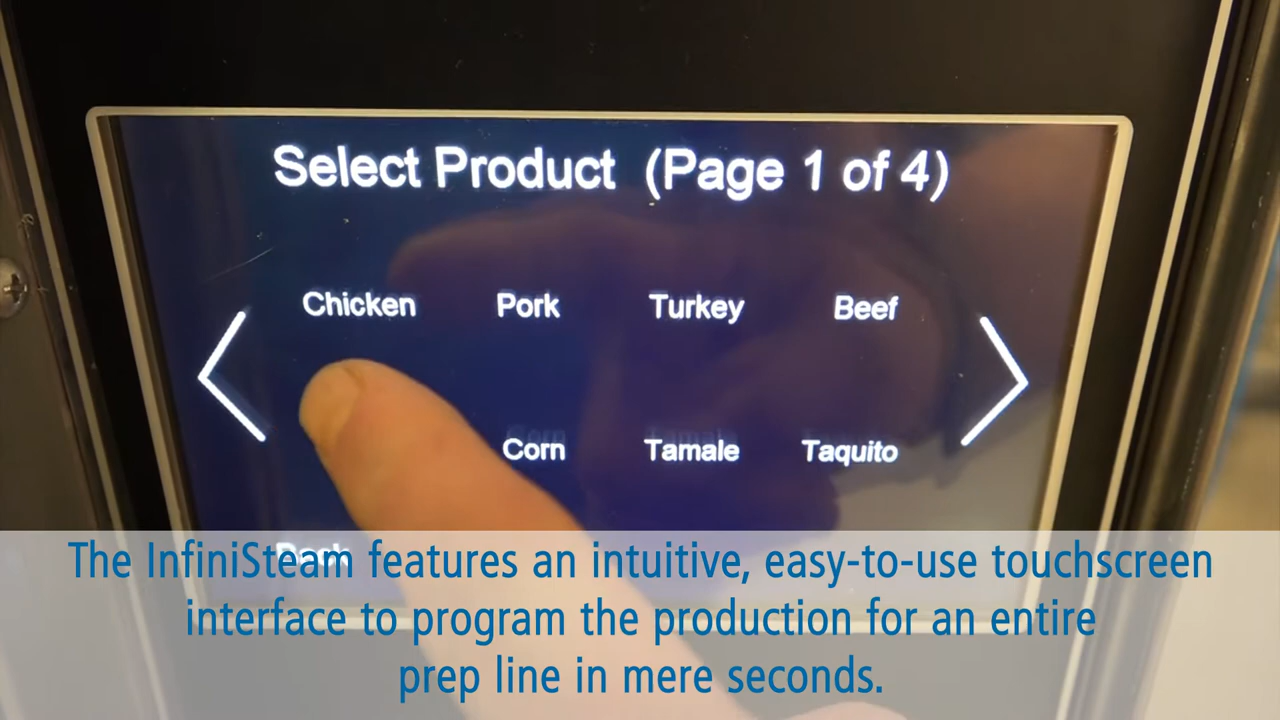 Select Product (Page 1 of 4)
Chicken Pork Turkey Beef
Corn Tamale Taquito
Back
The InfiniSteam features an intuitive, easy-to-use touchscreen
interface to program the production for an entire
prep line in mere seconds.